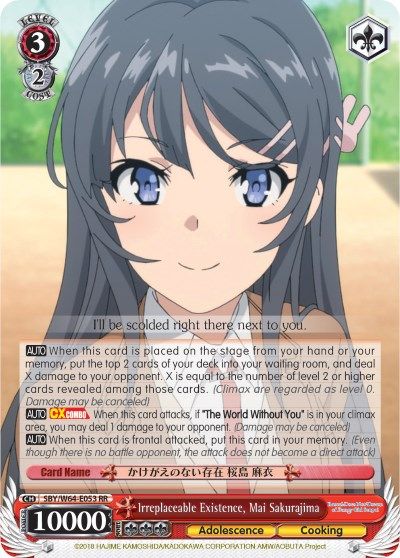 LEVEL
3
2
COST
I'll be scolded right there next to you.
AUTO When this card is placed on the stage from your hand or your
memory, put the top 2 cards of your deck into your waiting room, and deal
X damage to your opponent. X is equal to the number of level 2 or higher
cards revealed among those cards. (Climax are regarded as level 0.
Damage may be canceled)
AUTO CXCOMBO When this card attacks, if "The World Without You" is in your climax
area, you may deal 1 damage to your opponent. (Damage may be canceled)
AUTO When this card is frontal attacked, put this card in your memory. (Even
though there is no battle opponent for the attacking character, this is a frontal attack)
Card Name かけがえのない存在 桜島 麻衣
CH SBY/W64-E053 RR
Irreplaceable Existence, Mai Sakurajima
POWER 10000 Adolescence Cooking
©2018 HAJIME KAMOSHIDA/KADOKAWA CORPORATION AMW/AOBUTA Project